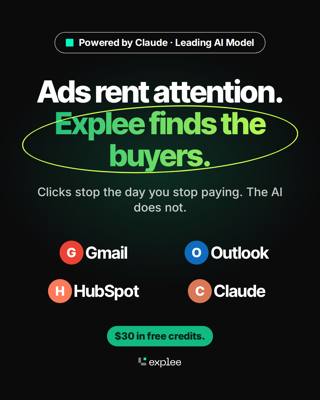 Powered by Claude · Leading AI Model
Ads rent attention.
Explee finds the
buyers.
Clicks stop the day you stop paying. The AI
does not.
G Gmail
O Outlook
H HubSpot
C Claude
$30 in free credits.
explee